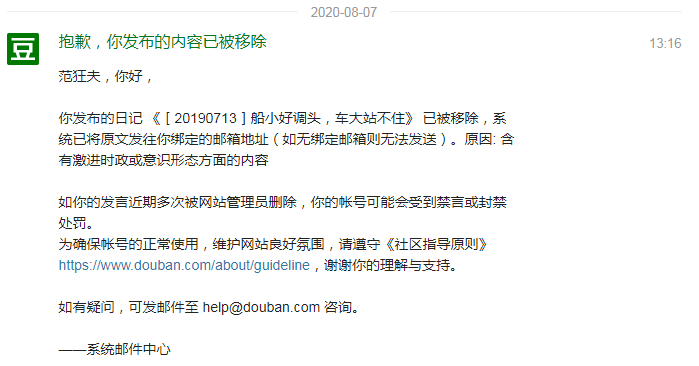 2020-08-07
豆
抱歉，你发布的内容已被移除
13:16
范狂夫，你好，
你发布的日记 《［20190713］船小好调头，车大站不住》 已被移除，系
统已将原文发往你绑定的邮箱地址（如无绑定邮箱则无法发送）。原因: 含
有激进时政或意识形态方面的内容
如你的发言近期多次被网站管理员删除，你的帐号可能会受到禁言或封禁
处罚。
为确保帐号的正常使用，维护网站良好氛围，请遵守《社区指导原则》
https://www.douban.com/about/guideline，谢谢你的理解与支持。
如有疑问，可发邮件至 help@douban.com 咨询。
——系统邮件中心